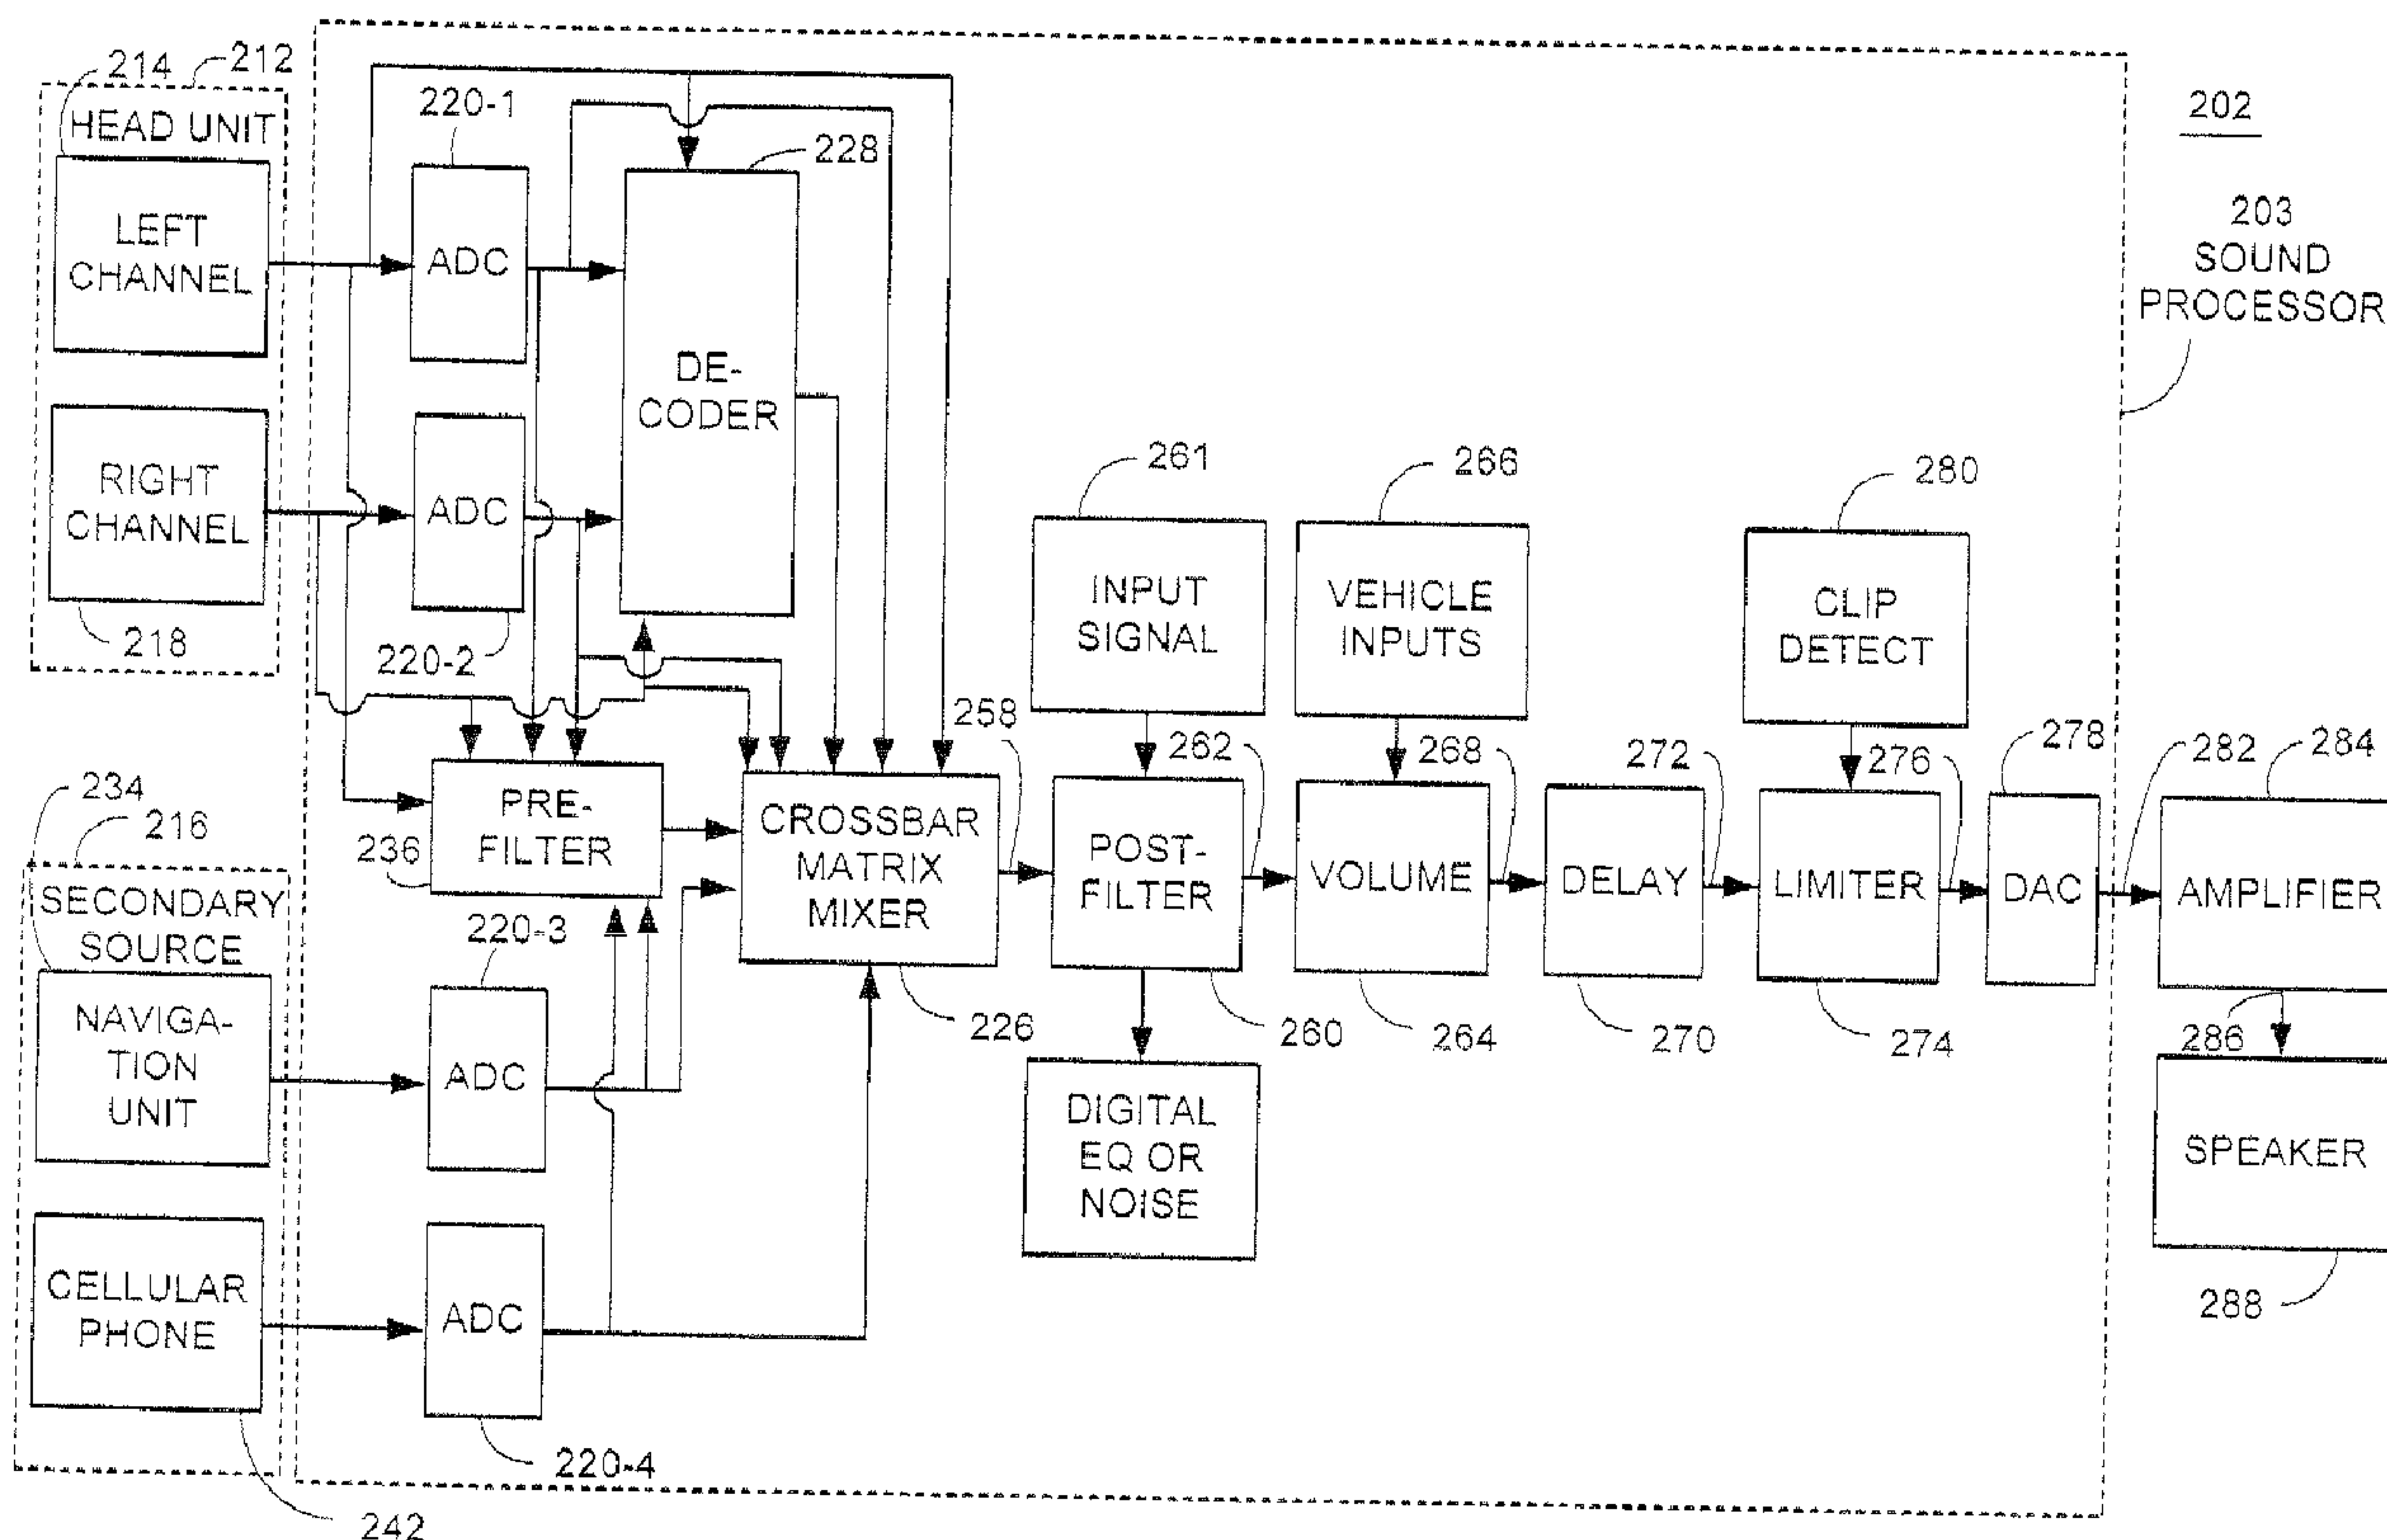 214
212
HEAD UNIT
LEFT
CHANNEL
RIGHT
CHANNEL
218
220-1
ADC
ADC
220-2
228
DE-
CODER
202
203
SOUND
PROCESSOR
261
INPUT
SIGNAL
266
VEHICLE
INPUTS
280
CLIP
DETECT
234
216
SECONDARY
SOURCE
NAVIGA-
TION
UNIT
CELLULAR
PHONE
242
PRE-
FILTER
236
220-3
ADC
ADC
220-4
CROSSBAR
MATRIX
MIXER
226
258
POST-
FILTER
260
262
DIGITAL
EQ OR
NOISE
VOLUME
264
268
DELAY
270
272
LIMITER
274
276
278
DAC
282
284
AMPLIFIER
286
SPEAKER
288